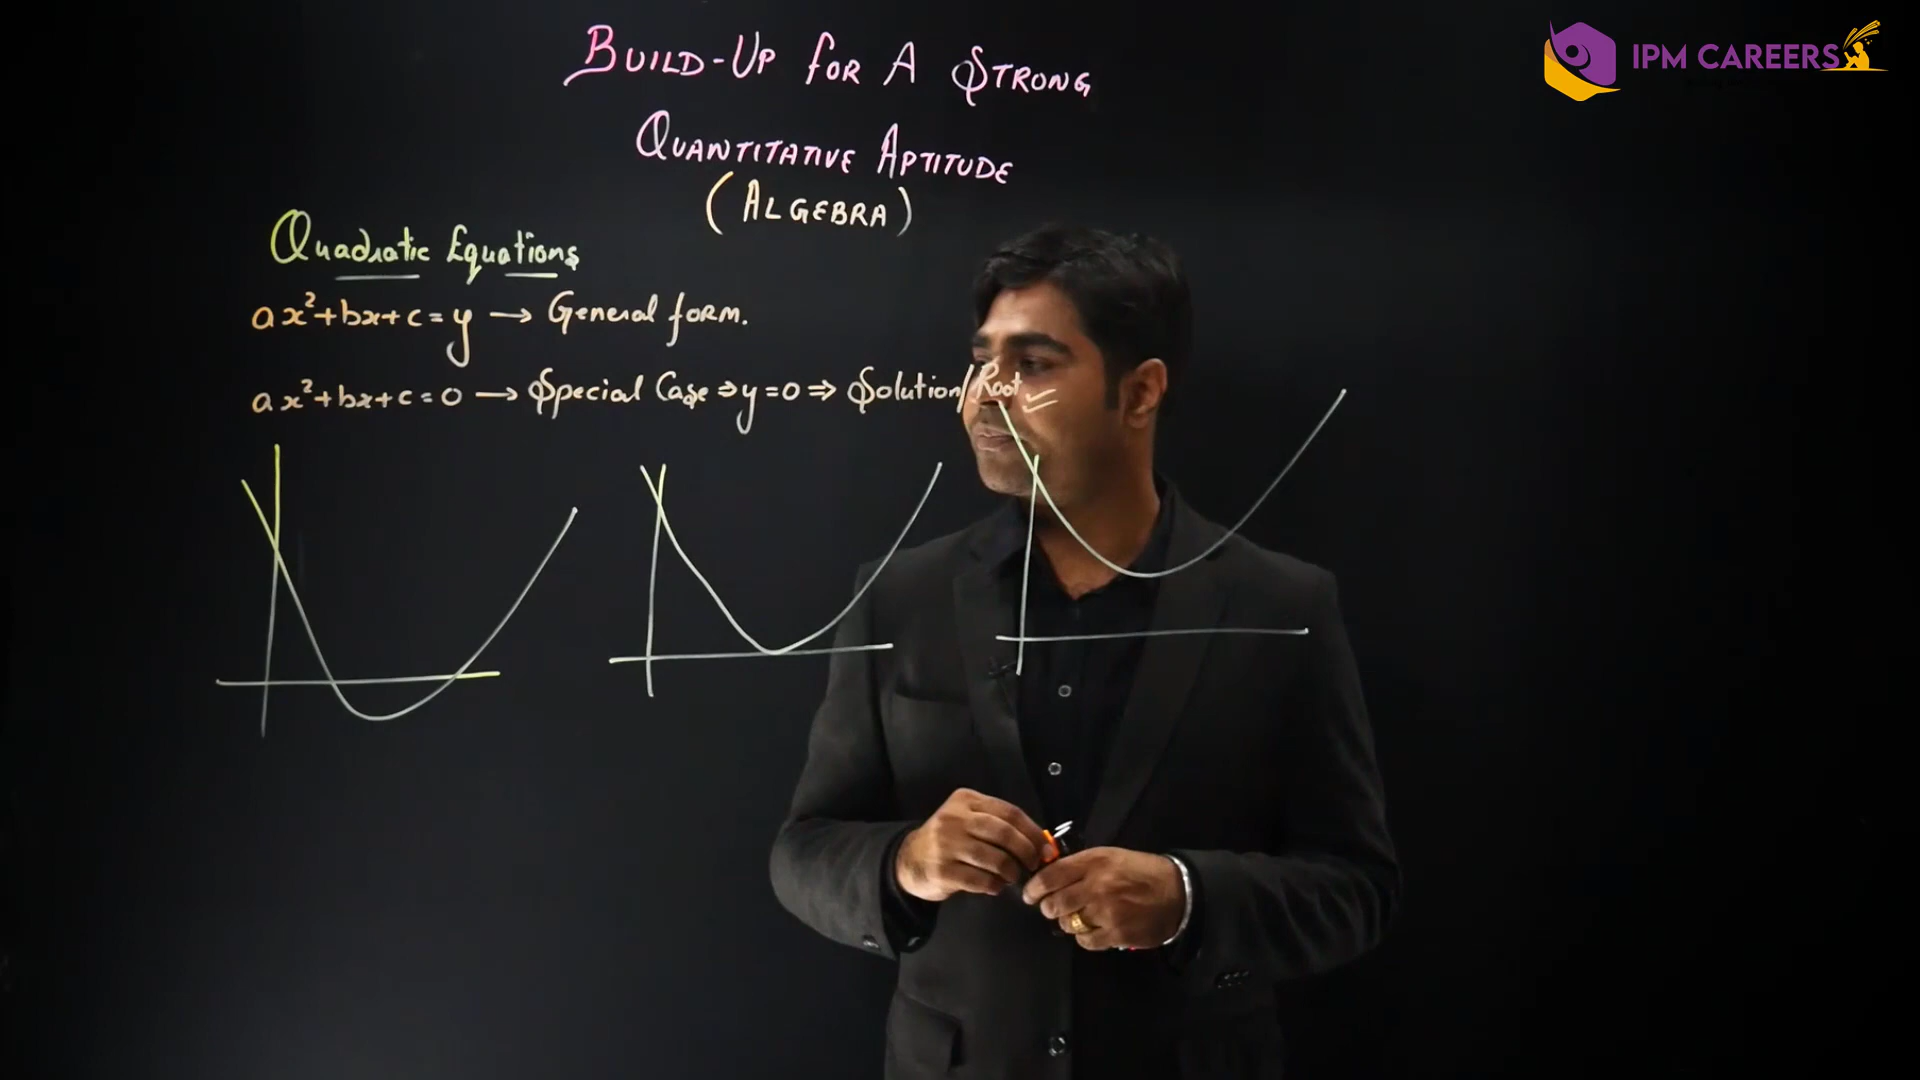 BUILD-UP FOR A STRONG
QUANTITATIVE APTITUDE
(ALGEBRA)
IPM CAREERS
Quadratic Equations
ax²+bx+c=y → General form.
ax²+bx+c=0 → Special Case ⇒ y=0 ⇒ Solution/Root ✓